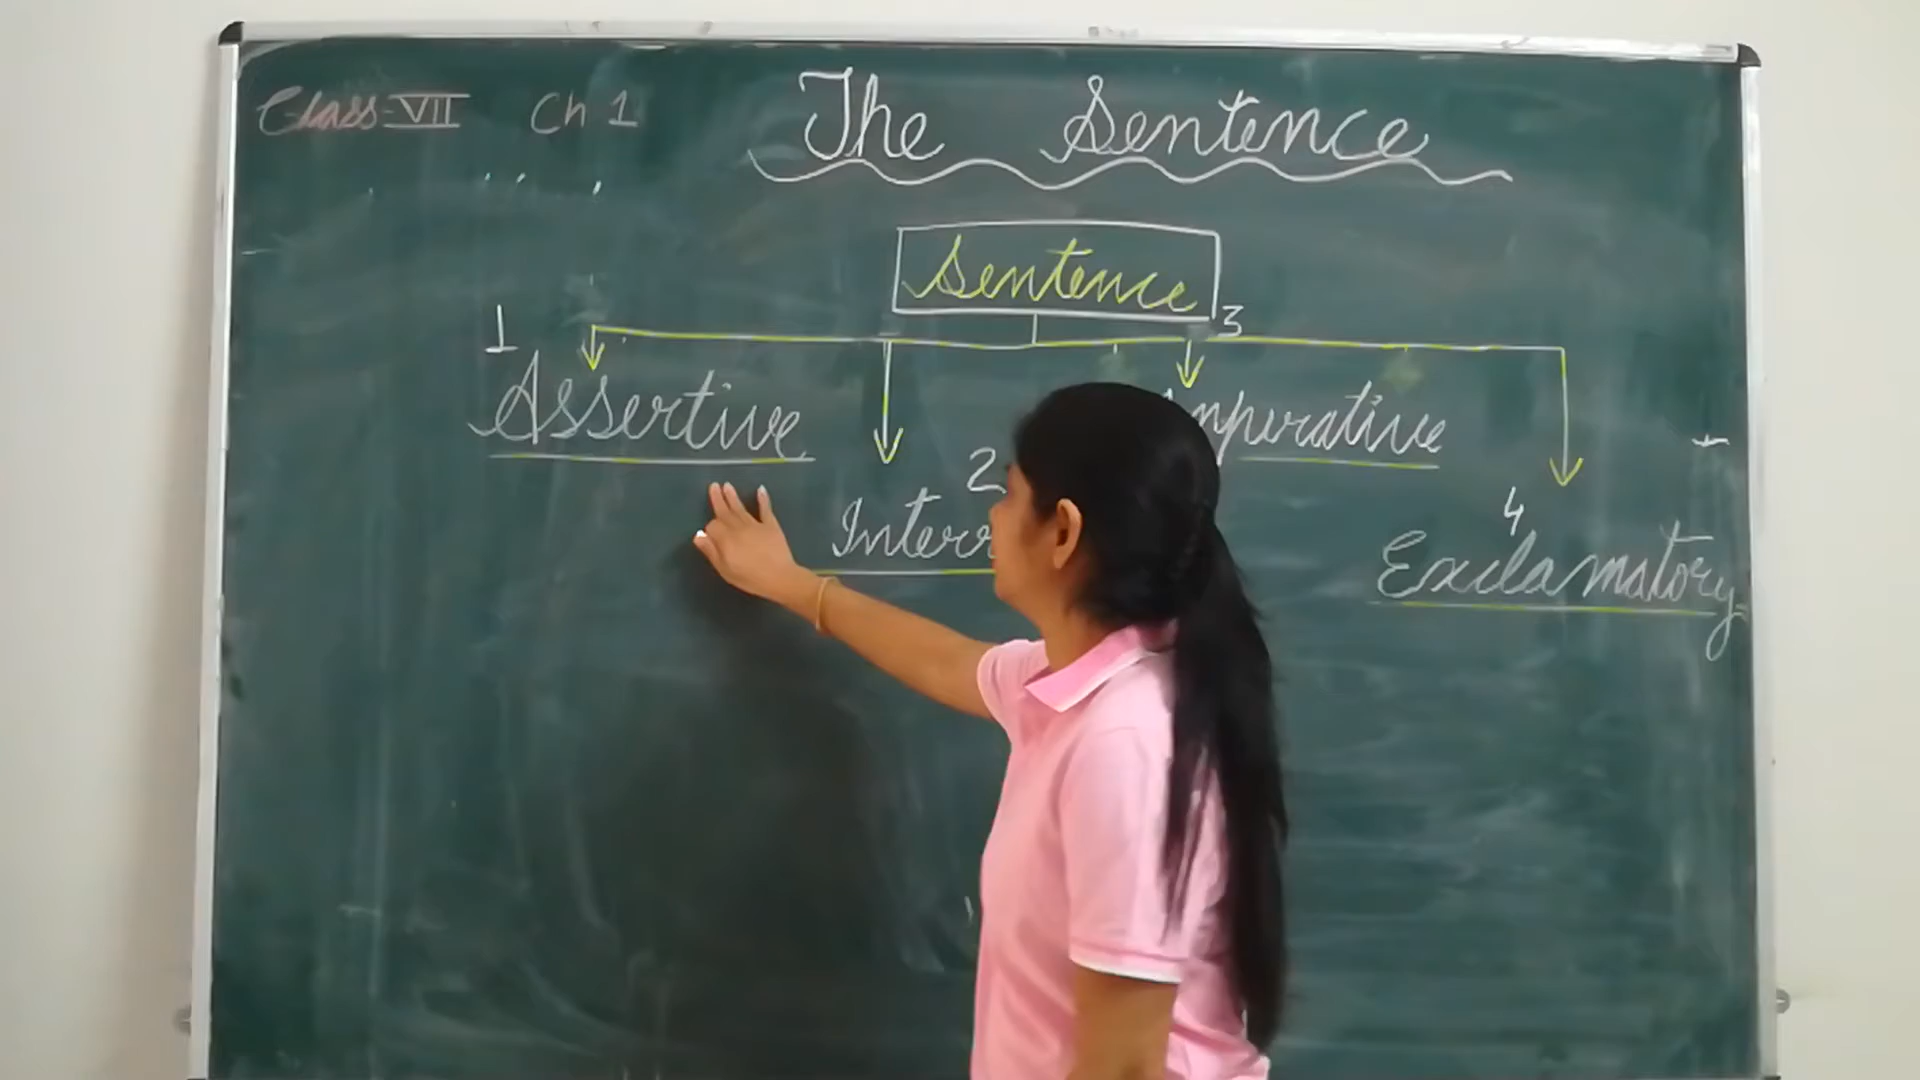 Class-VII Ch 1
The Sentence
Sentence
1 3
Assertive Imperative
2 4
Interr Exclamatory